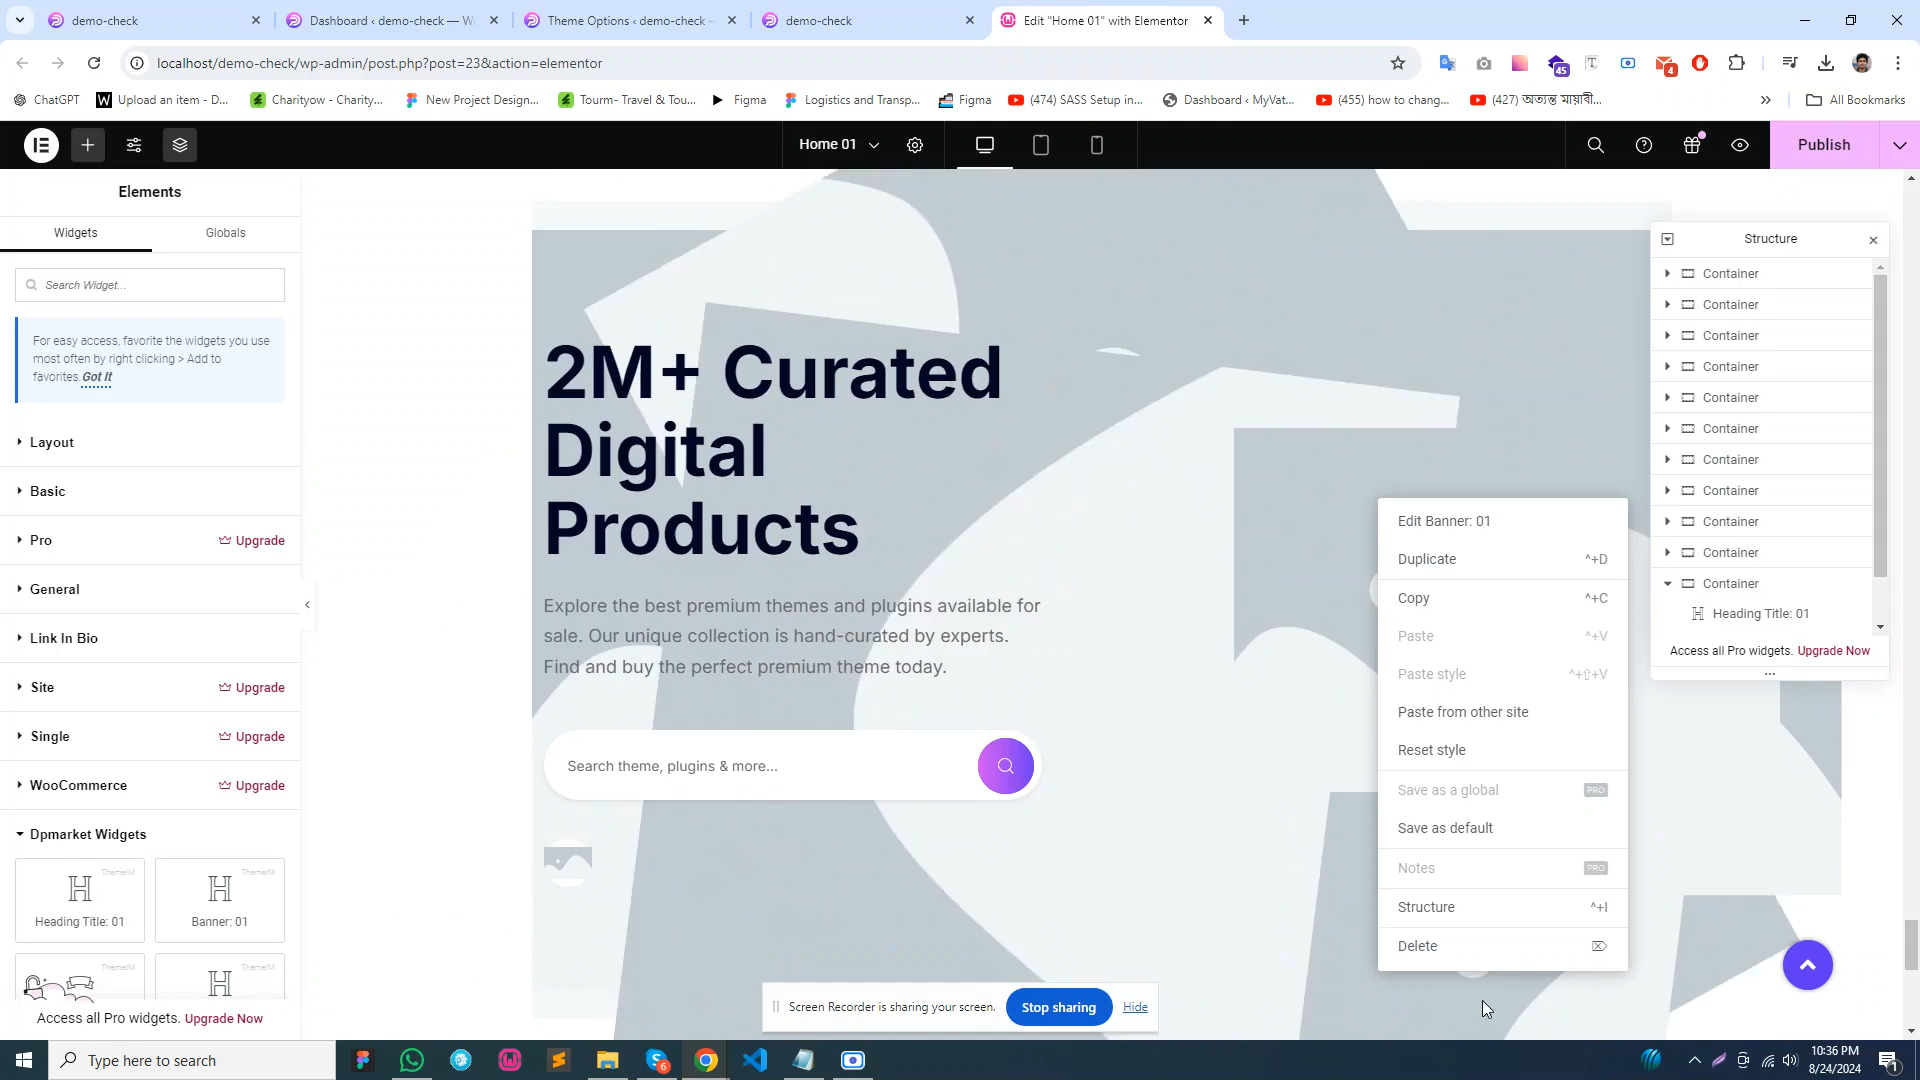 demo-check
Dashboard ‹ demo-check — W
Theme Options ‹ demo-check –
demo-check
Edit "Home 01" with Elementor
localhost/demo-check/wp-admin/post.php?post=23&action=elementor
45
4
ChatGPT
Upload an item - D...
Charityow - Charity...
New Project Design...
Tourm- Travel & Tou...
Figma
Logistics and Transp...
Figma
(474) SASS Setup in...
Dashboard ‹ MyVat...
(455) how to chang...
(427) অত্যন্ত মায়াবী...
All Bookmarks
Home 01
Publish
Elements
Widgets
Globals
Search Widget...
For easy access, favorite the widgets you use
most often by right clicking > Add to
favorites. Got It
Layout
Basic
Pro
Upgrade
General
Link In Bio
Site
Upgrade
Single
Upgrade
WooCommerce
Upgrade
Dpmarket Widgets
ThemeIM
Heading Title: 01
ThemeIM
Banner: 01
ThemeIM
ThemeIM
Access all Pro widgets. Upgrade Now
2M+ Curated
Digital
Products
Explore the best premium themes and plugins available for
sale. Our unique collection is hand-curated by experts.
Find and buy the perfect premium theme today.
Search theme, plugins & more...
Edit Banner: 01
Duplicate ^+D
Copy ^+C
Paste ^+V
Paste style ^+⇧+V
Paste from other site
Reset style
Save as a global PRO
Save as default
Notes PRO
Structure ^+I
Delete ⌦
Structure
Container
Container
Container
Container
Container
Container
Container
Container
Container
Container
Container
Heading Title: 01
Access all Pro widgets. Upgrade Now
Screen Recorder is sharing your screen.
Stop sharing
Hide
Type here to search
6
10:36 PM
8/24/2024
1